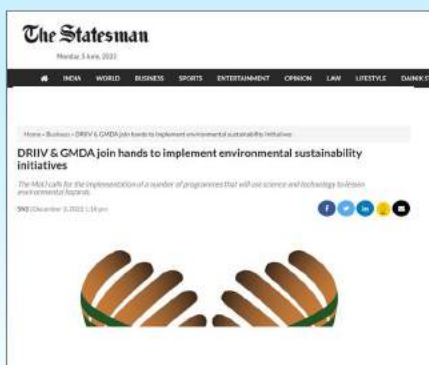 The Statesman
Monday, 5 June, 2023
INDIA WORLD BUSINESS SPORTS ENTERTAINMENT OPINION LAW LIFESTYLE DAINIK S
Home » Business » DRIIV & GMDA join hands to implement environmental sustainability initiatives
DRIIV & GMDA join hands to implement environmental sustainability
initiatives
The MoU calls for the implementation of a number of programmes that will use science and technology to lessen
environmental hazards.
SNS | December 3, 2022 1:14 pm